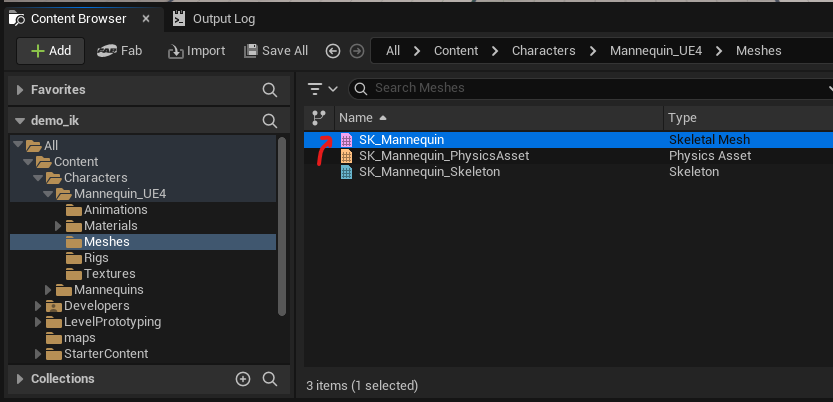 Content Browser Output Log
Add Fab Import Save All All Content Characters Mannequin_UE4 Meshes
Favorites
demo_ik
All
Content
Characters
Mannequin_UE4
Animations
Materials
Meshes
Rigs
Textures
Mannequins
Developers
LevelPrototyping
maps
StarterContent
Collections
Search Meshes
Name Type
SK_Mannequin Skeletal Mesh
SK_Mannequin_PhysicsAsset Physics Asset
SK_Mannequin_Skeleton Skeleton
3 items (1 selected)